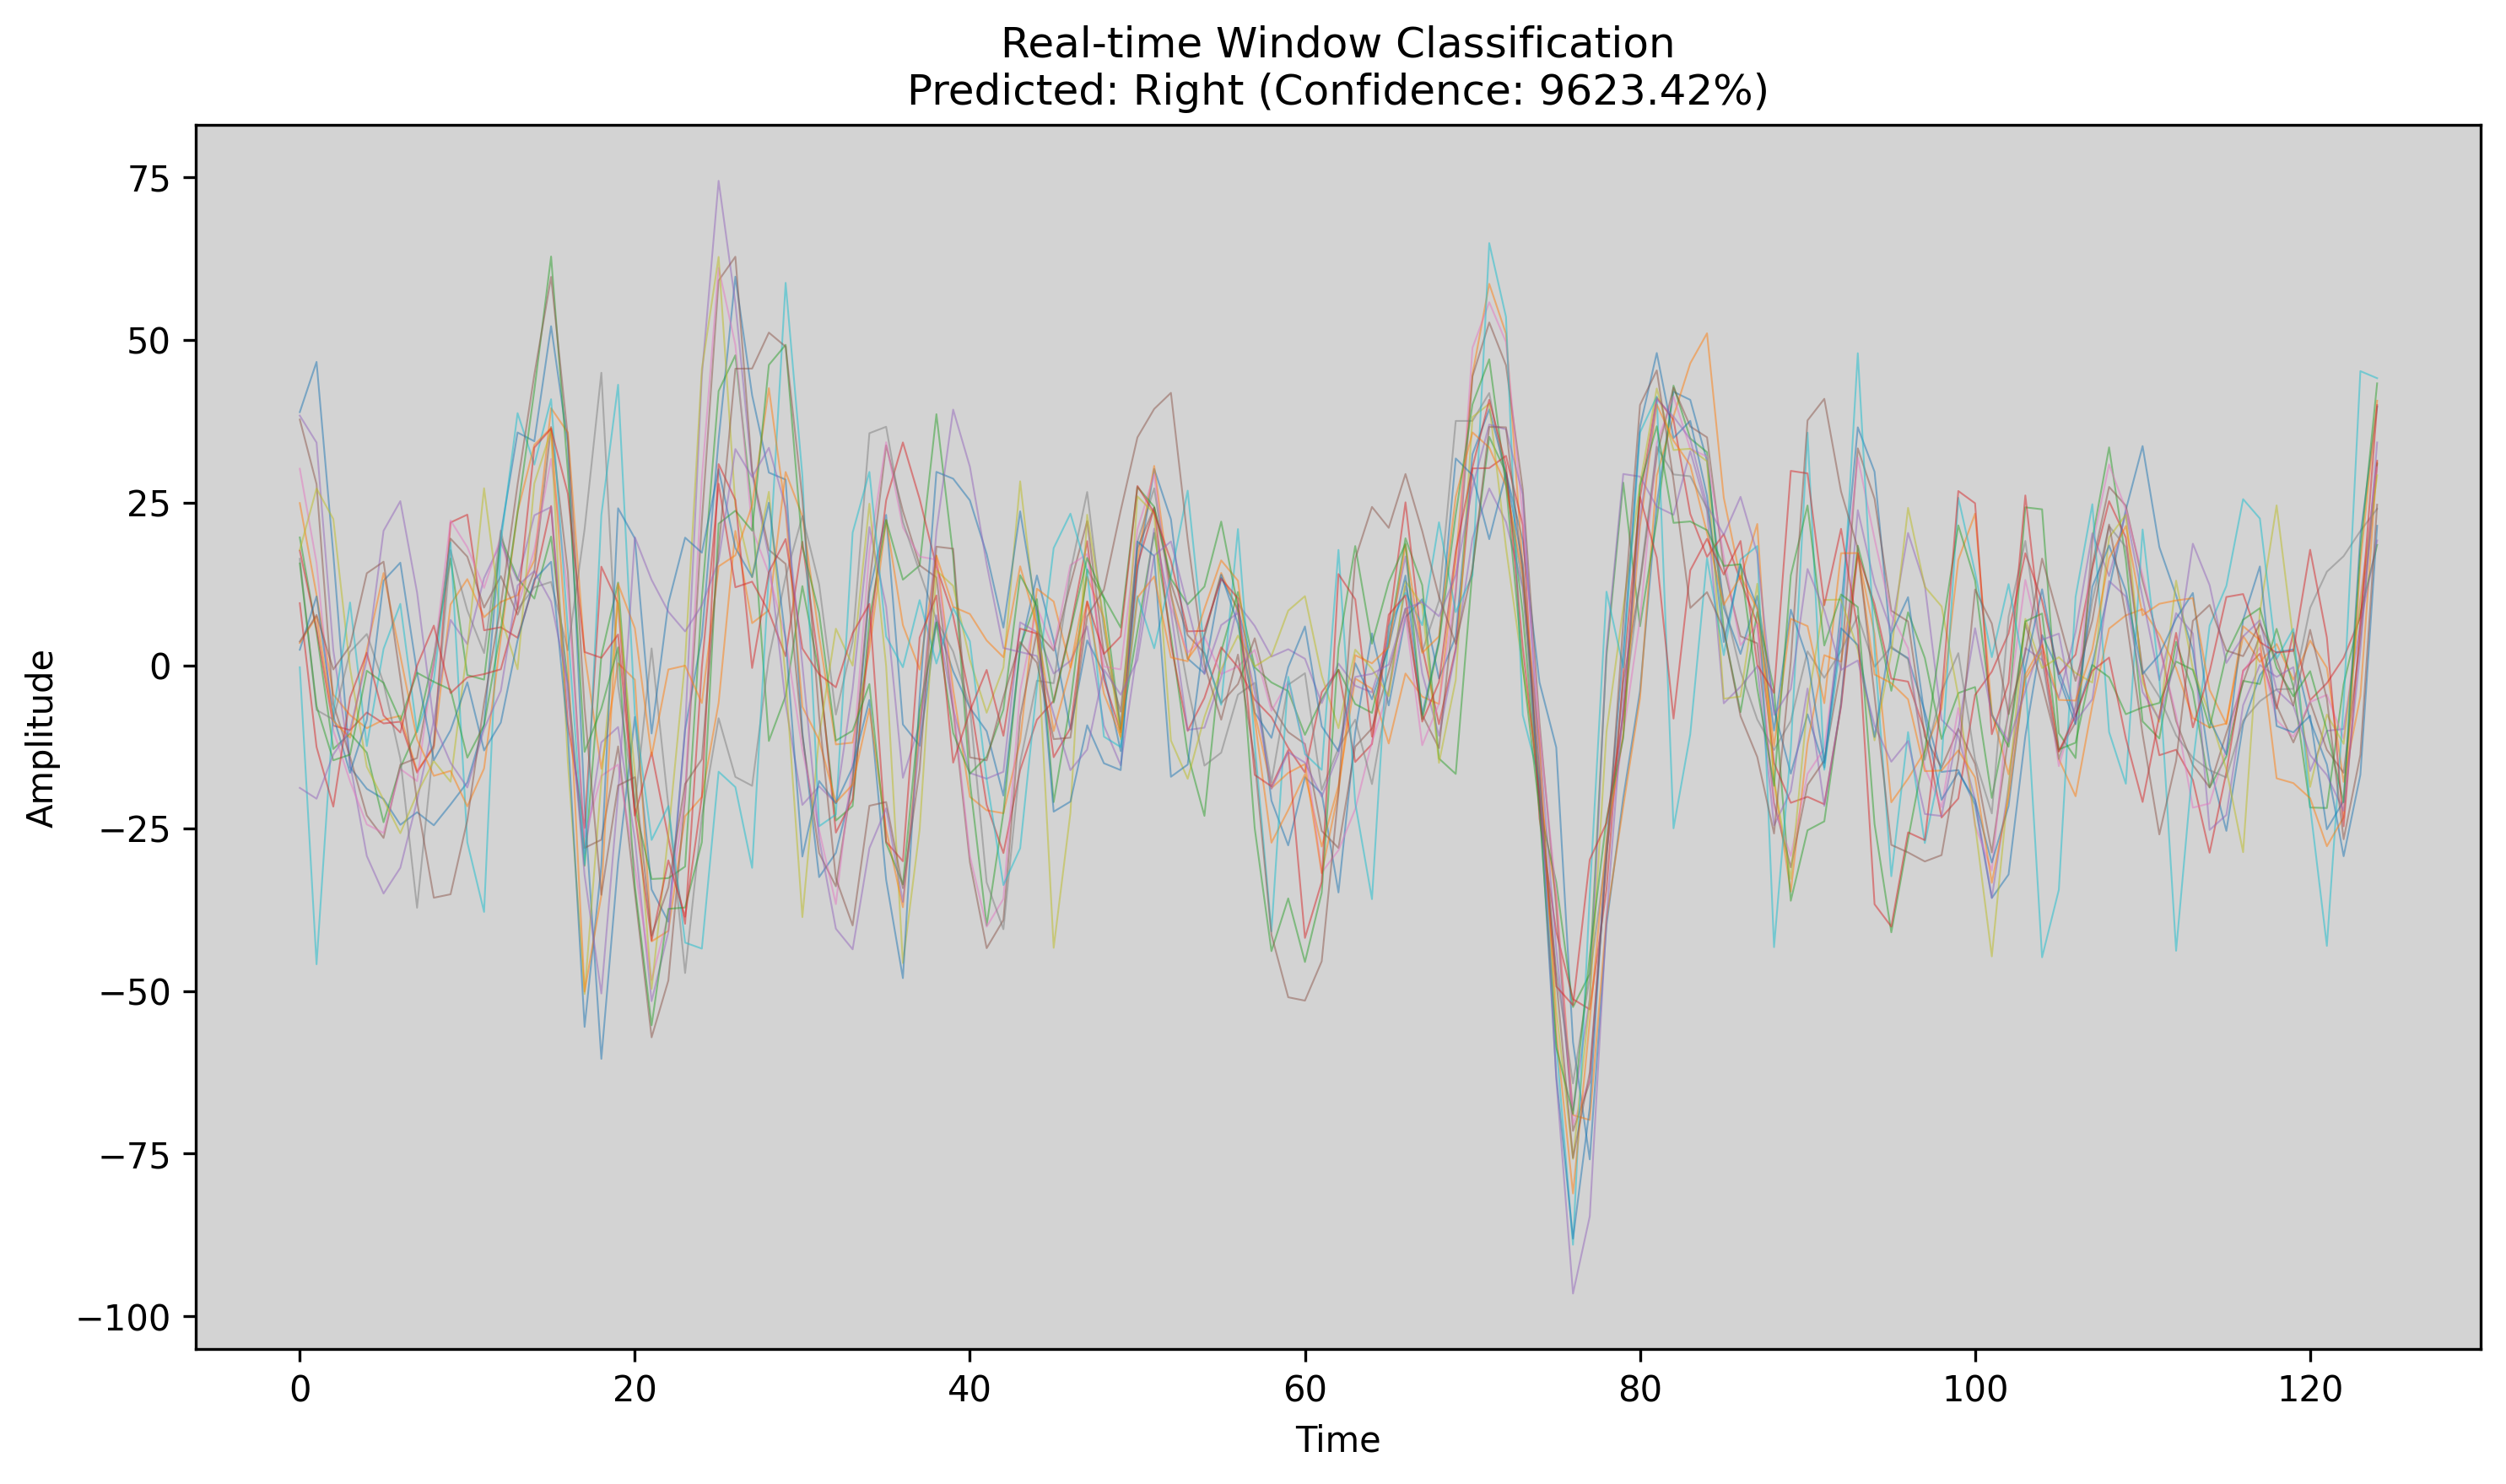 Real-time Window Classification
Predicted: Right (Confidence: 9623.42%)
75
50
25
0
−25
−50
−75
−100
Amplitude
0 20 40 60 80 100 120
Time